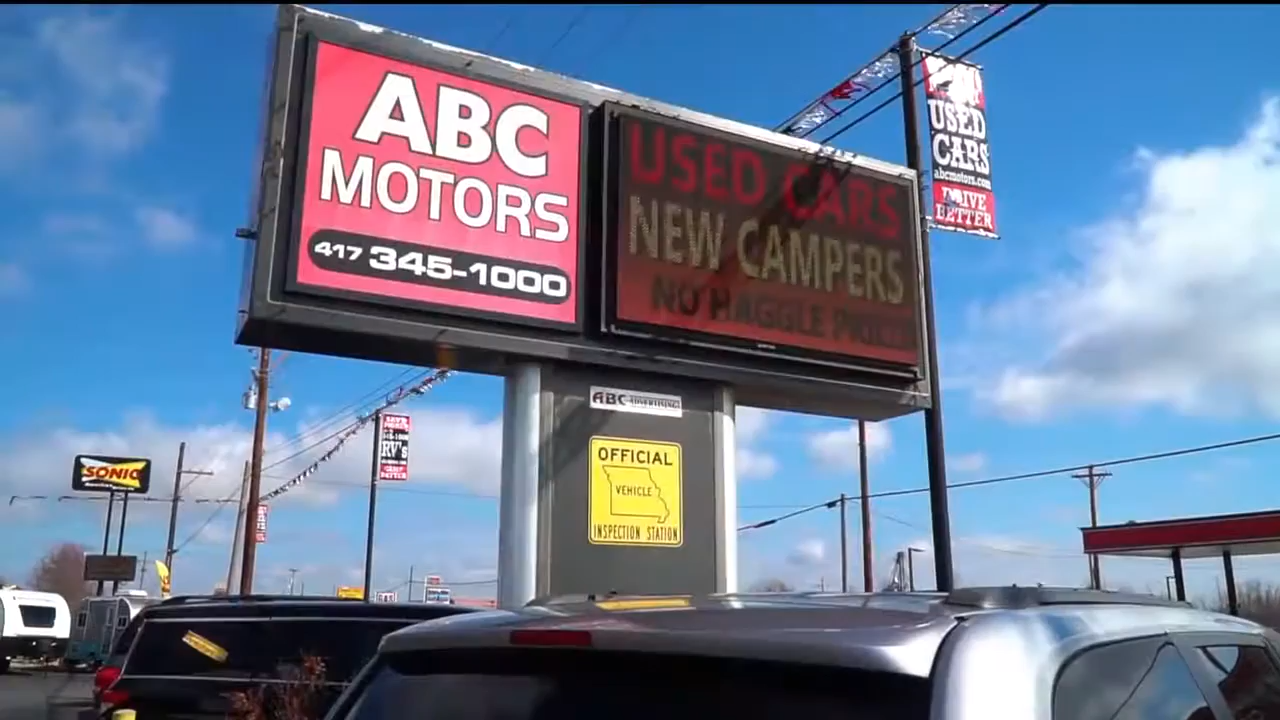 ABC
MOTORS
417 345-1000
USED CARS
NEW CAMPERS
NO HAGGLE
USED
CARS
abcmotors.com
DRIVE
BETTER
ABC ADVERTISING
OFFICIAL
VEHICLE
INSPECTION STATION
SONIC
RV's